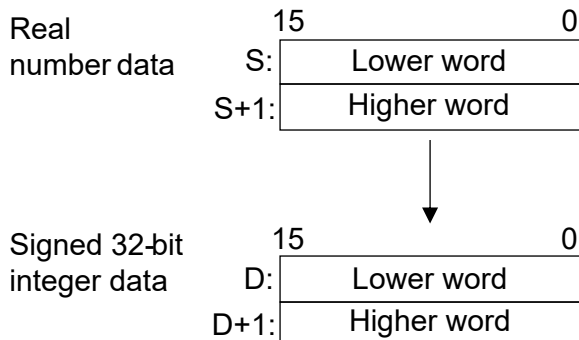 Real
number data
15 0
S: Lower word
S+1: Higher word
Signed 32-bit
integer data
15 0
D: Lower word
D+1: Higher word